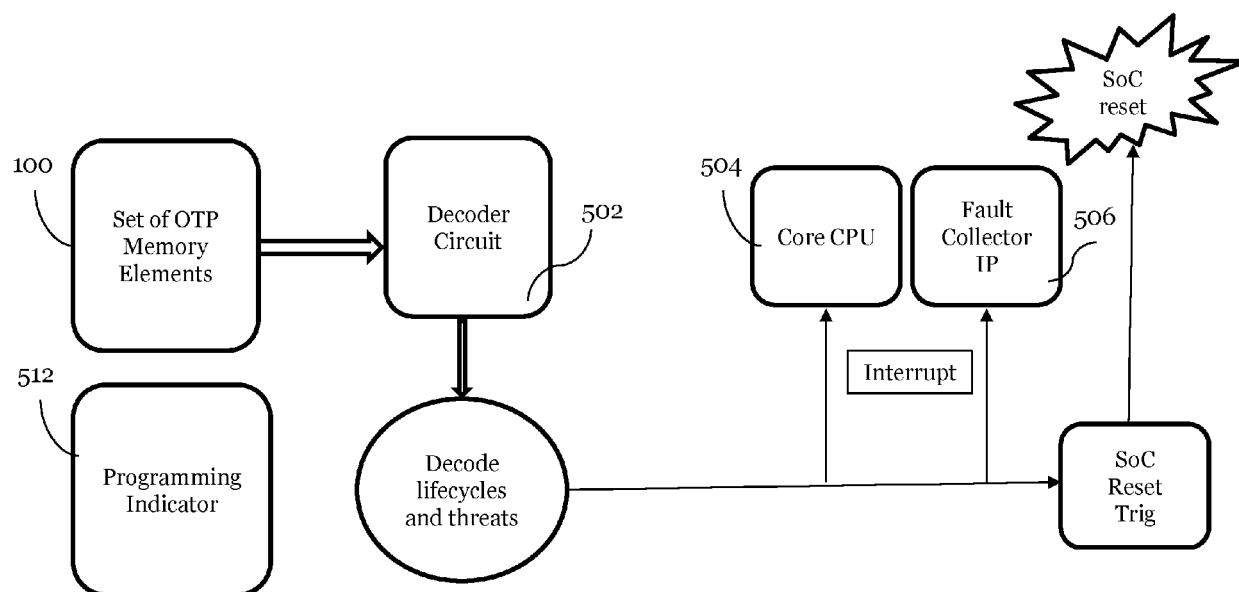 SoC
reset
100
Set of OTP
Memory
Elements
Decoder
Circuit
502
504
Core CPU
Fault
Collector
IP
506
Interrupt
512
Programming
Indicator
Decode
lifecycles
and threats
SoC
Reset
Trig